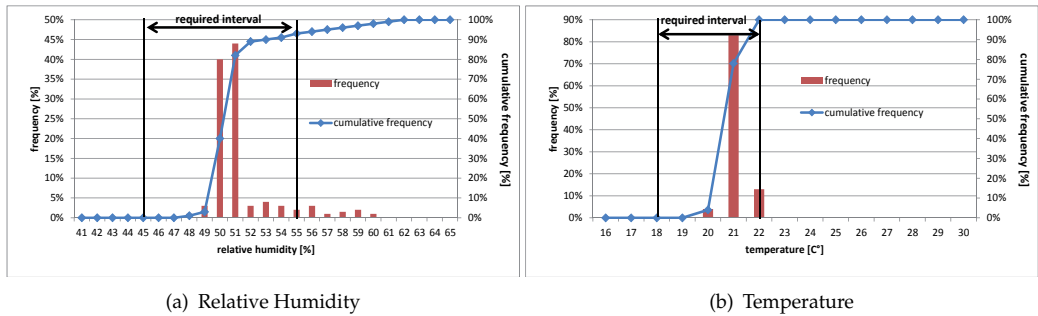 required interval
50%
45%
40%
35%
30%
25%
20%
15%
10%
5%
0%
frequency [%]
100%
90%
80%
70%
60%
50%
40%
30%
20%
10%
0%
cumulative frequency [%]
frequency
cumulative frequency
41 42 43 44 45 46 47 48 49 50 51 52 53 54 55 56 57 58 59 60 61 62 63 64 65
relative humidity [%]
(a) Relative Humidity
required interval
90%
80%
70%
60%
50%
40%
30%
20%
10%
0%
frequency [%]
100%
90%
80%
70%
60%
50%
40%
30%
20%
10%
0%
cumulative frequency [%]
frequency
cumulative frequency
16 17 18 19 20 21 22 23 24 25 26 27 28 29 30
temperature [C°]
(b) Temperature